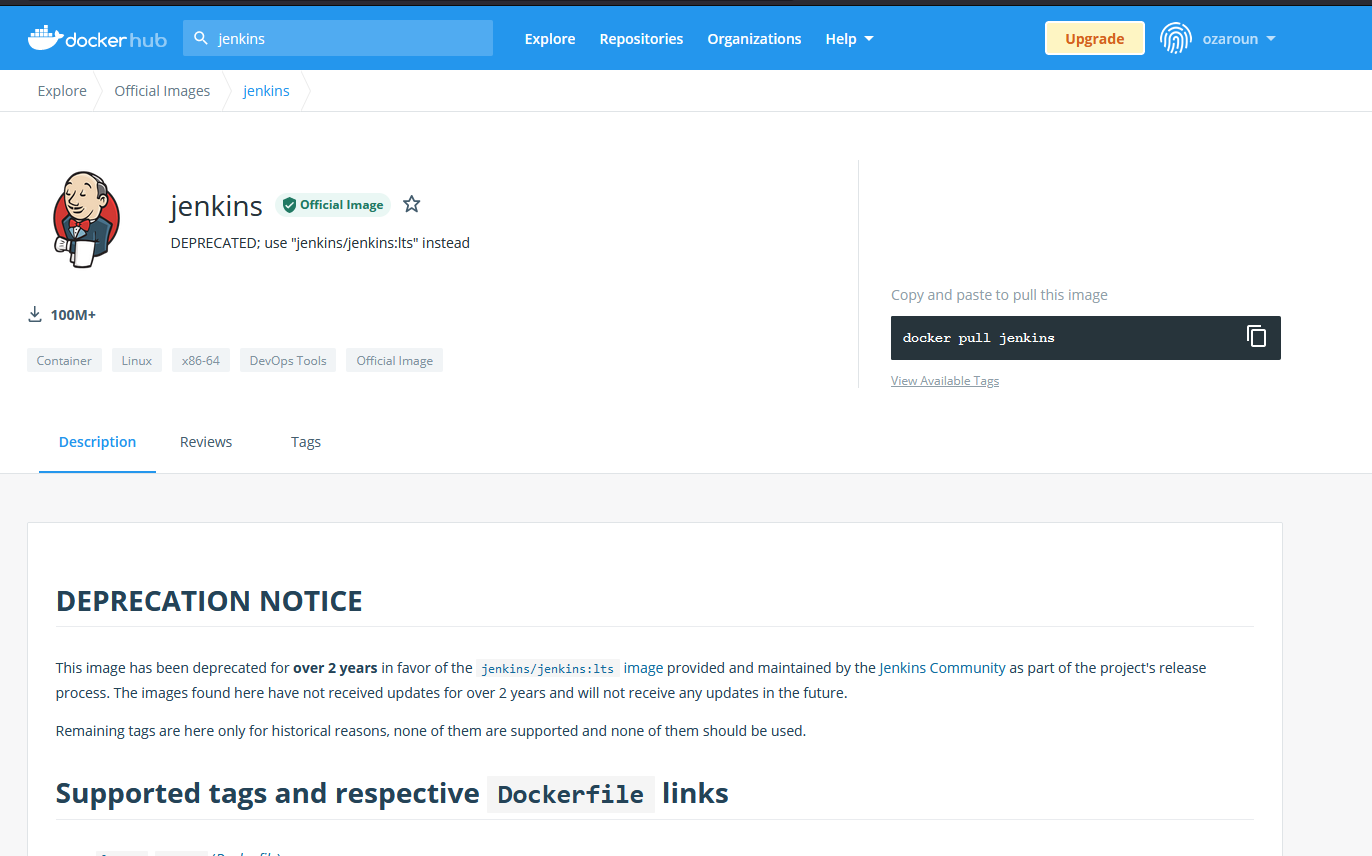 docker hub
jenkins
Explore
Repositories
Organizations
Help
Upgrade
ozaroun
Explore
Official Images
jenkins
jenkins
Official Image
DEPRECATED; use "jenkins/jenkins:lts" instead
100M+
Container
Linux
x86-64
DevOps Tools
Official Image
Copy and paste to pull this image
docker pull jenkins
View Available Tags
Description
Reviews
Tags
DEPRECATION NOTICE
This image has been deprecated for over 2 years in favor of the jenkins/jenkins:lts image provided and maintained by the Jenkins Community as part of the project's release
process. The images found here have not received updates for over 2 years and will not receive any updates in the future.
Remaining tags are here only for historical reasons, none of them are supported and none of them should be used.
Supported tags and respective Dockerfile links